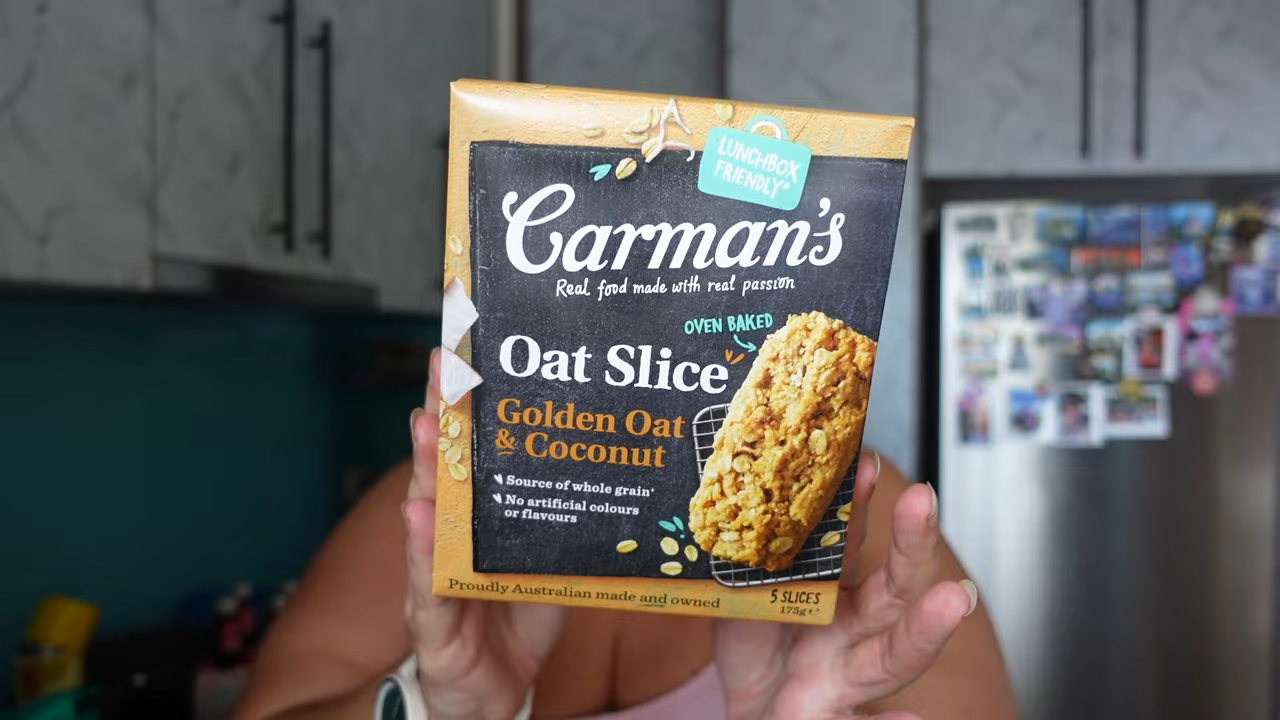 LUNCHBOX
FRIENDLY*
Carman's
Real food made with real passion
OVEN BAKED
Oat Slice
Golden Oat
& Coconut
Source of whole grain*
No artificial colours
or flavours
Proudly Australian made and owned
5 SLICES
175g e